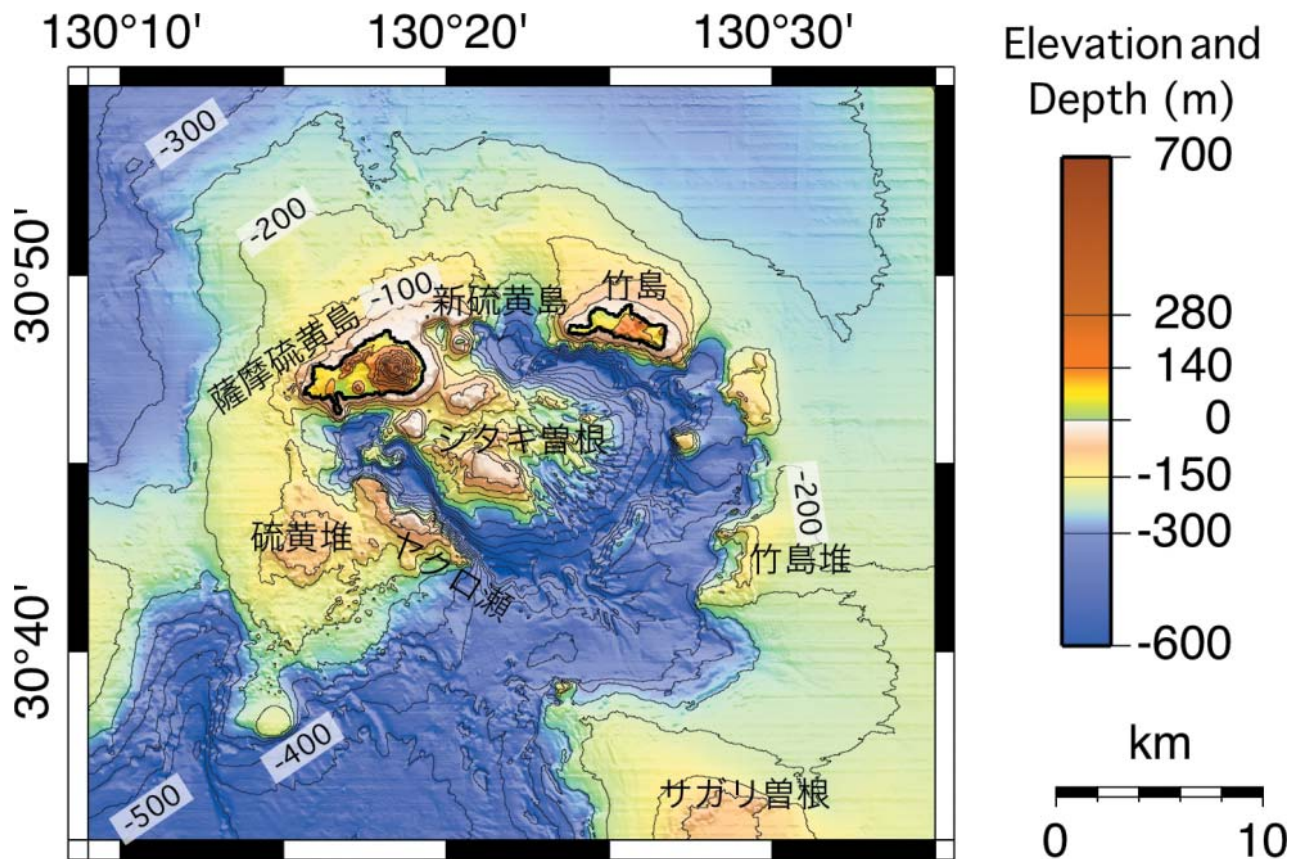 130°10'
130°20'
130°30'
30°50'
30°40'
-300
-200
-100
新硫黄島
竹島
薩摩硫黄島
シタキ曽根
-200
硫黄堆
ヤクロ瀬
竹島堆
-400
-500
サガリ曽根
Elevation and
Depth (m)
700
280
140
0
-150
-300
-600
km
0
10